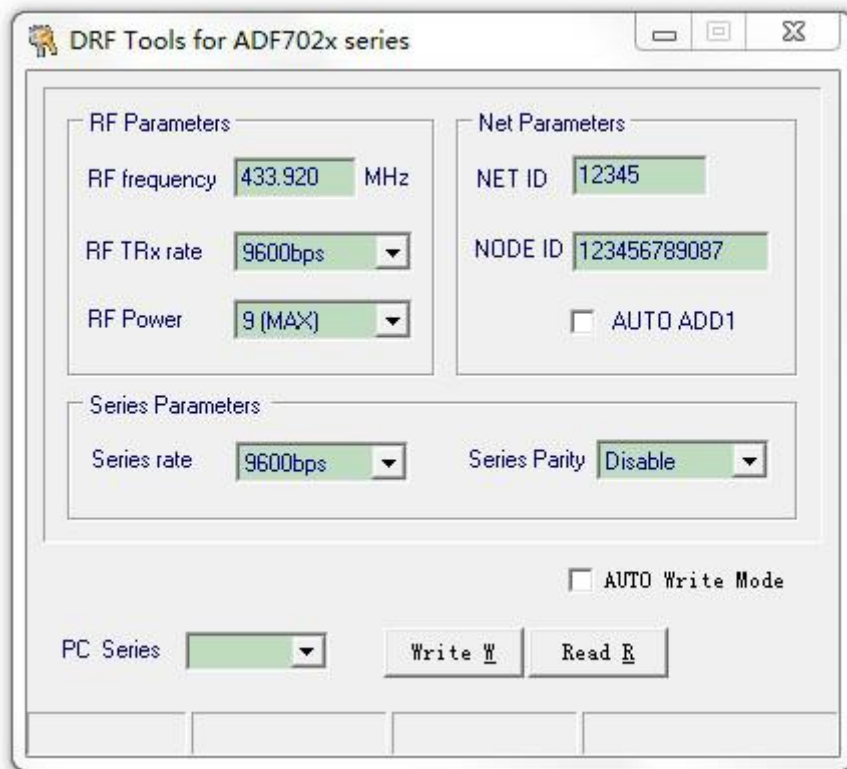 DRF Tools for ADF702x series
RF Parameters
RF frequency 433.920 MHz
RF TRx rate 9600bps
RF Power 9 (MAX)
Net Parameters
NET ID 12345
NODE ID 123456789087
AUTO ADD1
Series Parameters
Series rate 9600bps Series Parity Disable
AUTO Write Mode
PC Series Write W Read R